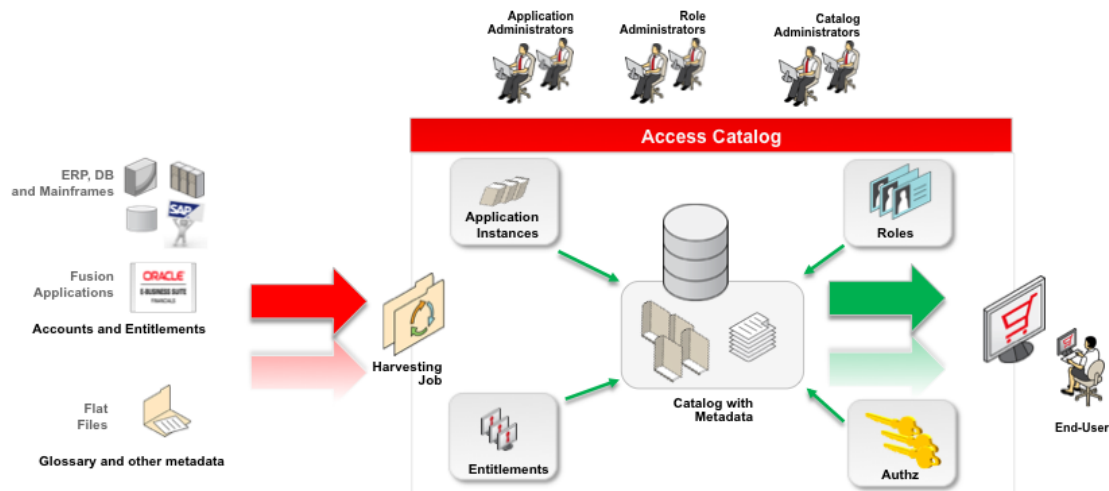 Application
Administrators
Role
Administrators
Catalog
Administrators
Access Catalog
ERP, DB
and Mainframes
SAP
Fusion
Applications
ORACLE
E-BUSINESS SUITE
FINANCIALS
Accounts and Entitlements
Flat
Files
Glossary and other metadata
Harvesting
Job
Application
Instances
Roles
Catalog with
Metadata
Entitlements
Authz
End-User